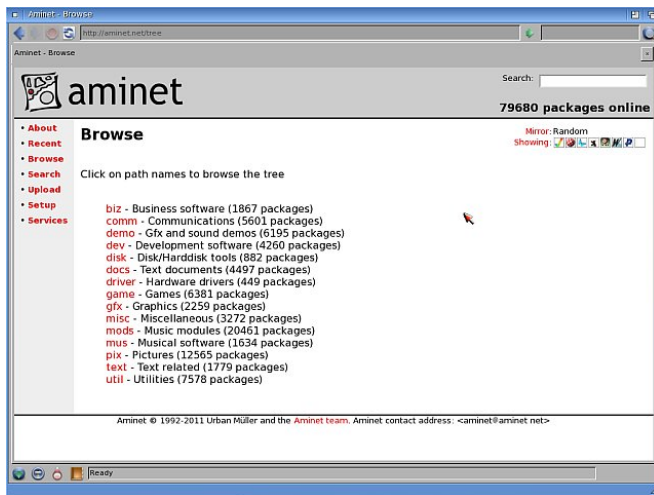 Aminet - Browse
http://aminet.net/tree
Aminet - Browse
aminet
Search:
79680 packages online
• About
• Recent
• Browse
• Search
• Upload
• Setup
• Services
Browse
Mirror: Random
Showing:
Click on path names to browse the tree
biz - Business software (1867 packages)
comm - Communications (5601 packages)
demo - Gfx and sound demos (6195 packages)
dev - Development software (4260 packages)
disk - Disk/Harddisk tools (882 packages)
docs - Text documents (4497 packages)
driver - Hardware drivers (449 packages)
game - Games (6381 packages)
gfx - Graphics (2259 packages)
misc - Miscellaneous (3272 packages)
mods - Music modules (20461 packages)
mus - Musical software (1634 packages)
pix - Pictures (12565 packages)
text - Text related (1779 packages)
util - Utilities (7578 packages)
Aminet © 1992-2011 Urban Müller and the Aminet team. Aminet contact address: <aminet@aminet net>
Ready